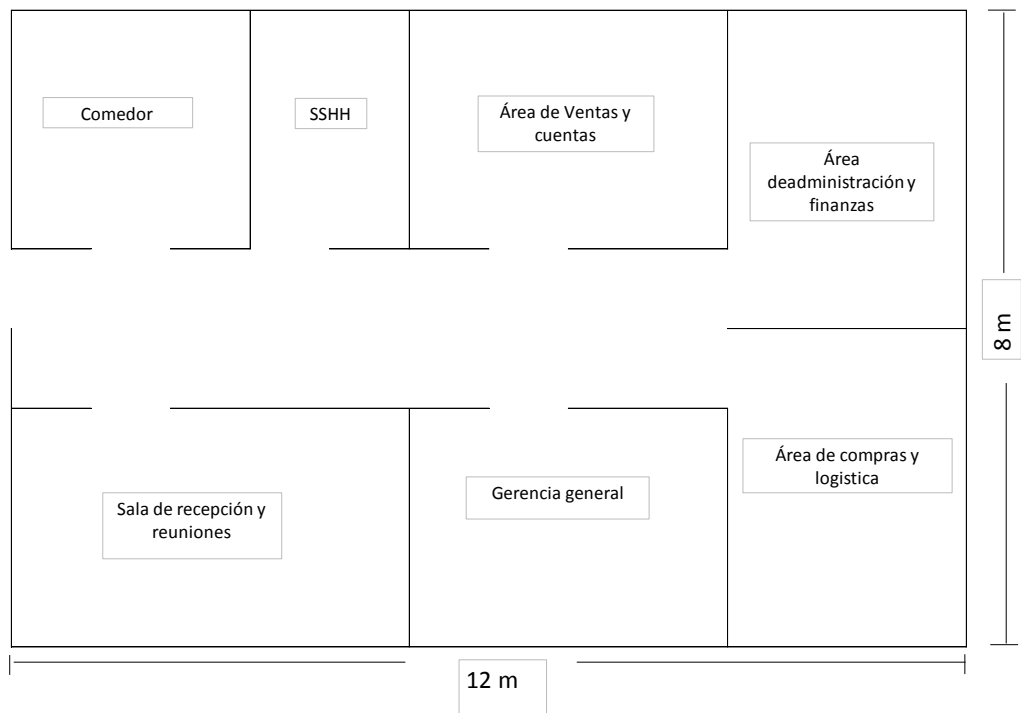 Comedor
SSHH
Área de Ventas y
cuentas
Área
deadministración y
finanzas
8 m
Área de compras y
logistica
Gerencia general
Sala de recepción y
reuniones
12 m